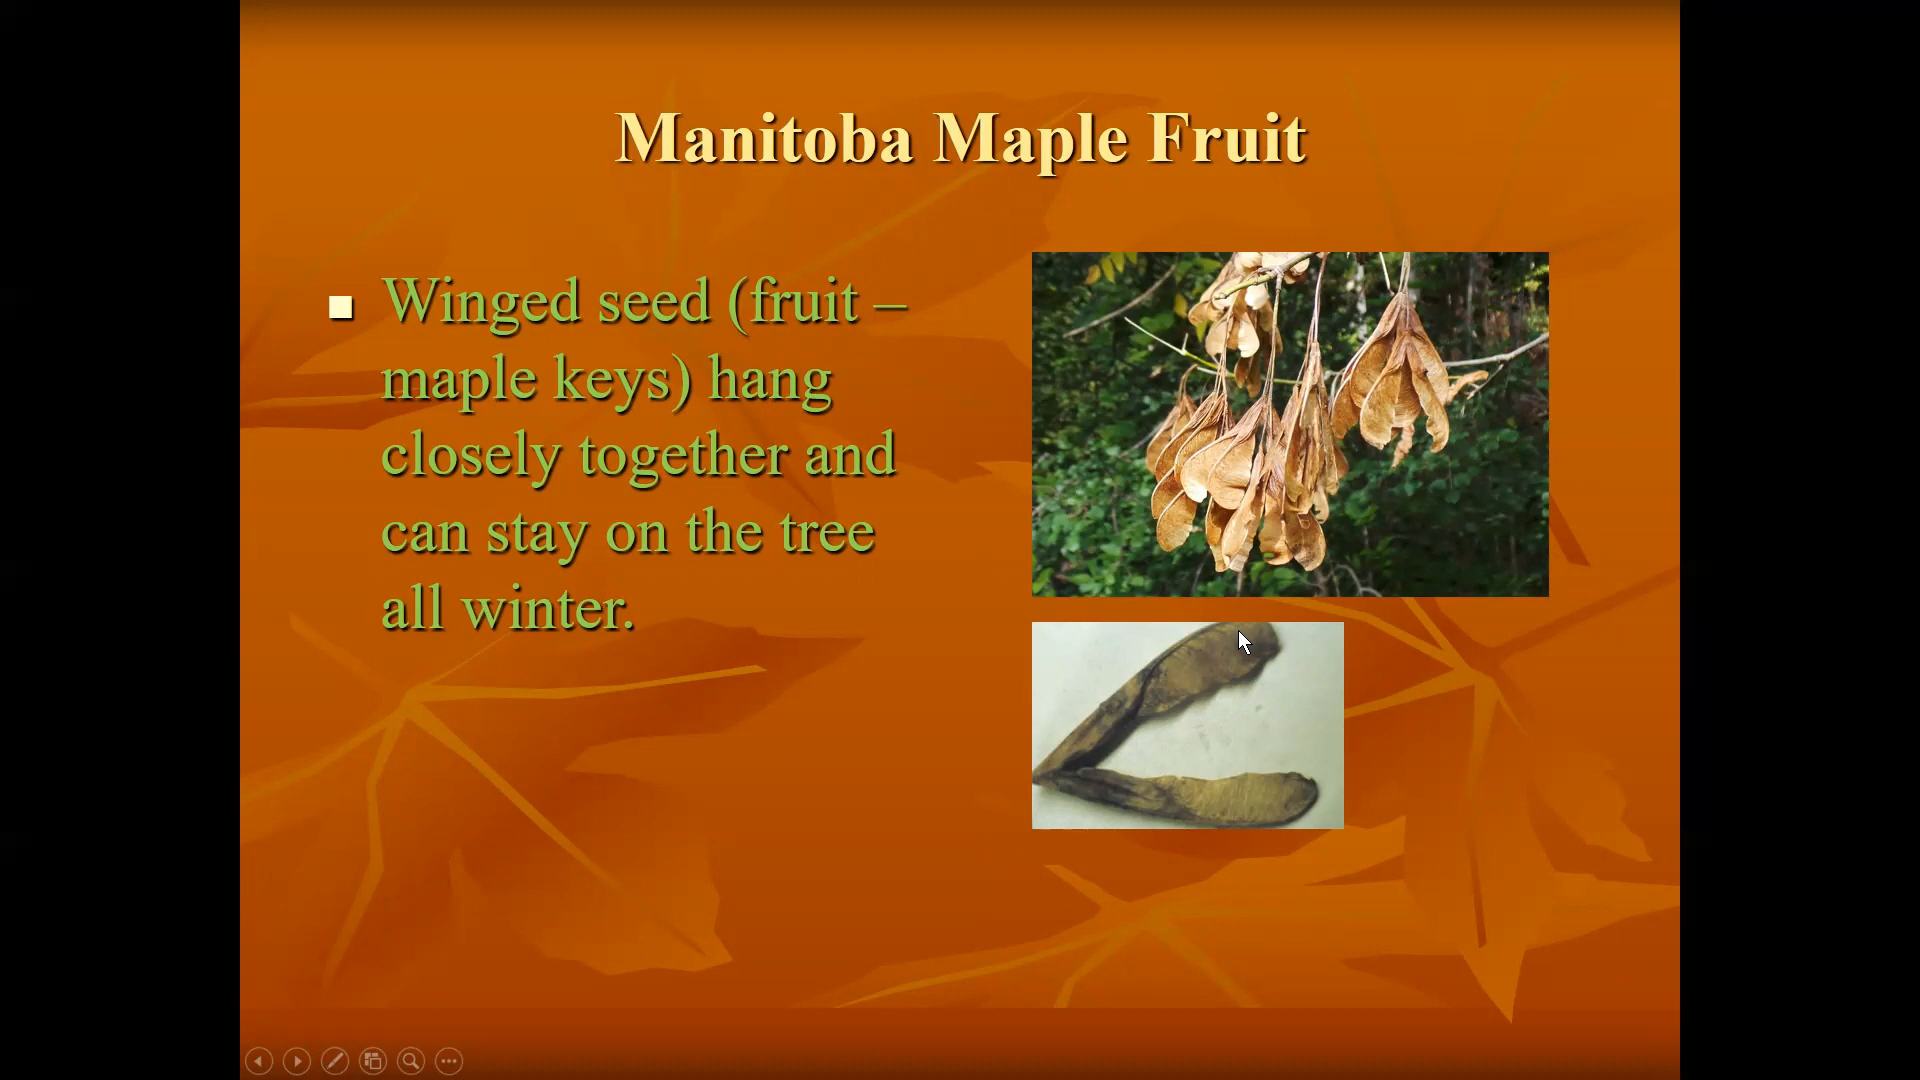 Manitoba Maple Fruit
Winged seed (fruit –
maple keys) hang
closely together and
can stay on the tree
all winter.